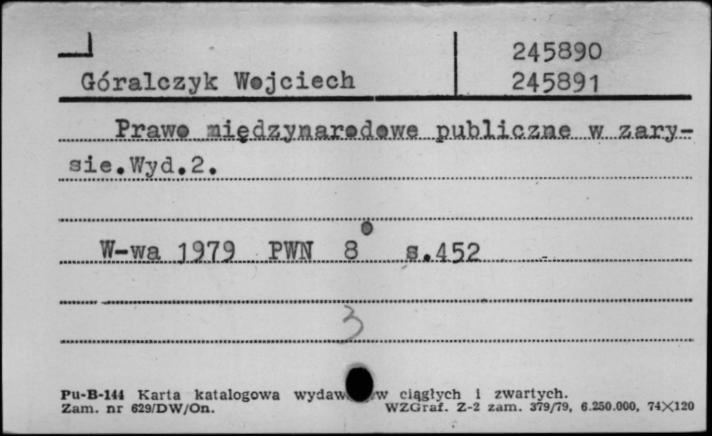 245890
Góralczyk Wojciech 245891
Prawo międzynarodowe publiczne w zary-
sie.Wyd.2.
W-wa 1979 PWN 8° s.452
3
Pu-B-144 Karta katalogowa ciągłych i zwartych.
Zam. nr 629/DW/On. WZGraf. Z-2 zam. 379/79, 6.250.000, 74×120